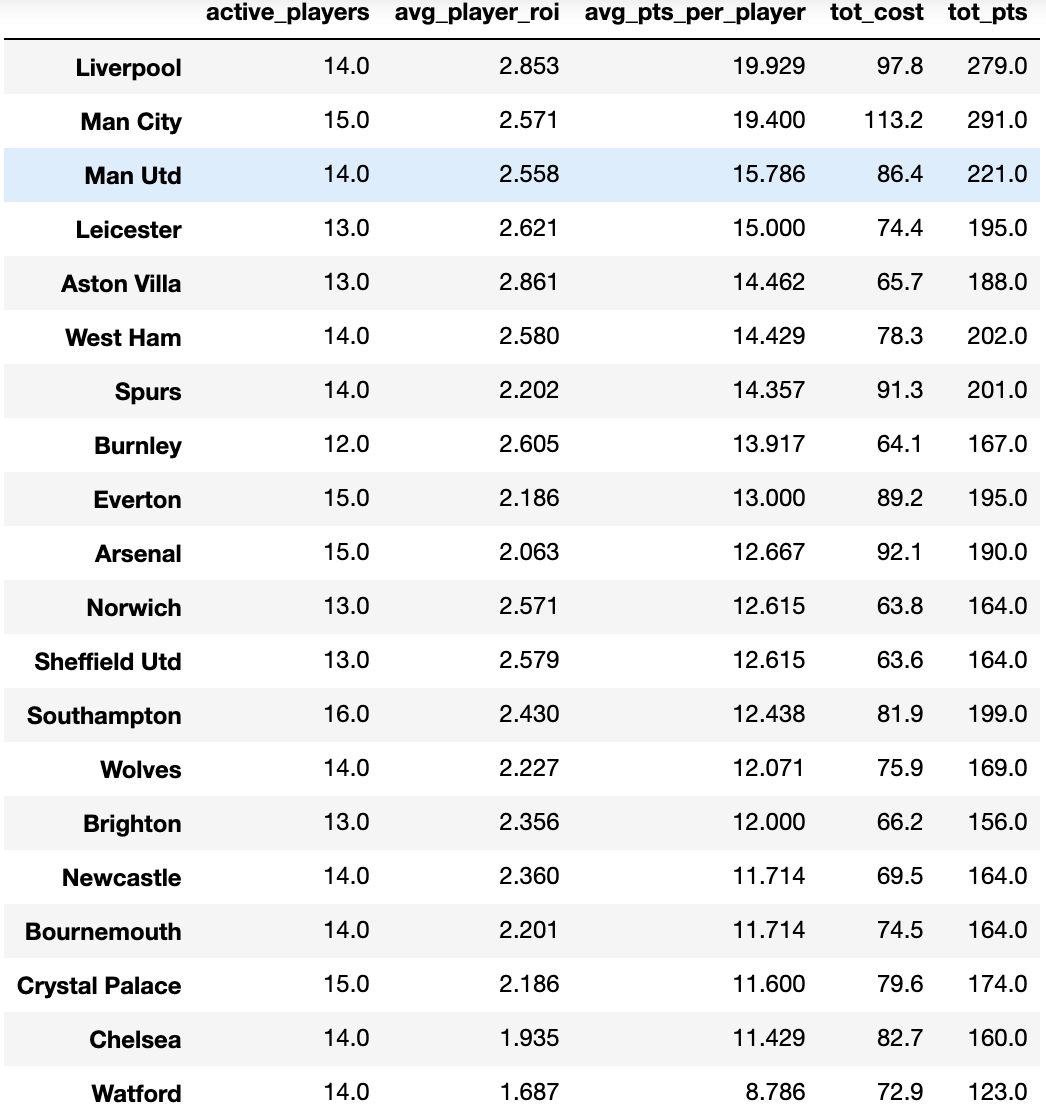 active_players avg_player_roi avg_pts_per_player tot_cost tot_pts
Liverpool 14.0 2.853 19.929 97.8 279.0
Man City 15.0 2.571 19.400 113.2 291.0
Man Utd 14.0 2.558 15.786 86.4 221.0
Leicester 13.0 2.621 15.000 74.4 195.0
Aston Villa 13.0 2.861 14.462 65.7 188.0
West Ham 14.0 2.580 14.429 78.3 202.0
Spurs 14.0 2.202 14.357 91.3 201.0
Burnley 12.0 2.605 13.917 64.1 167.0
Everton 15.0 2.186 13.000 89.2 195.0
Arsenal 15.0 2.063 12.667 92.1 190.0
Norwich 13.0 2.571 12.615 63.8 164.0
Sheffield Utd 13.0 2.579 12.615 63.6 164.0
Southampton 16.0 2.430 12.438 81.9 199.0
Wolves 14.0 2.227 12.071 75.9 169.0
Brighton 13.0 2.356 12.000 66.2 156.0
Newcastle 14.0 2.360 11.714 69.5 164.0
Bournemouth 14.0 2.201 11.714 74.5 164.0
Crystal Palace 15.0 2.186 11.600 79.6 174.0
Chelsea 14.0 1.935 11.429 82.7 160.0
Watford 14.0 1.687 8.786 72.9 123.0